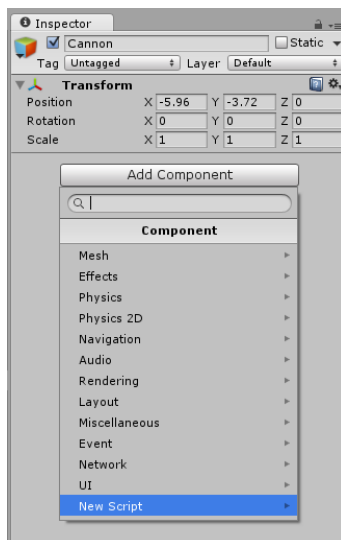 Inspector
Cannon Static
Tag Untagged Layer Default
Transform
Position X -5.96 Y -3.72 Z 0
Rotation X 0 Y 0 Z 0
Scale X 1 Y 1 Z 1
Add Component
Component
Mesh
Effects
Physics
Physics 2D
Navigation
Audio
Rendering
Layout
Miscellaneous
Event
Network
UI
New Script